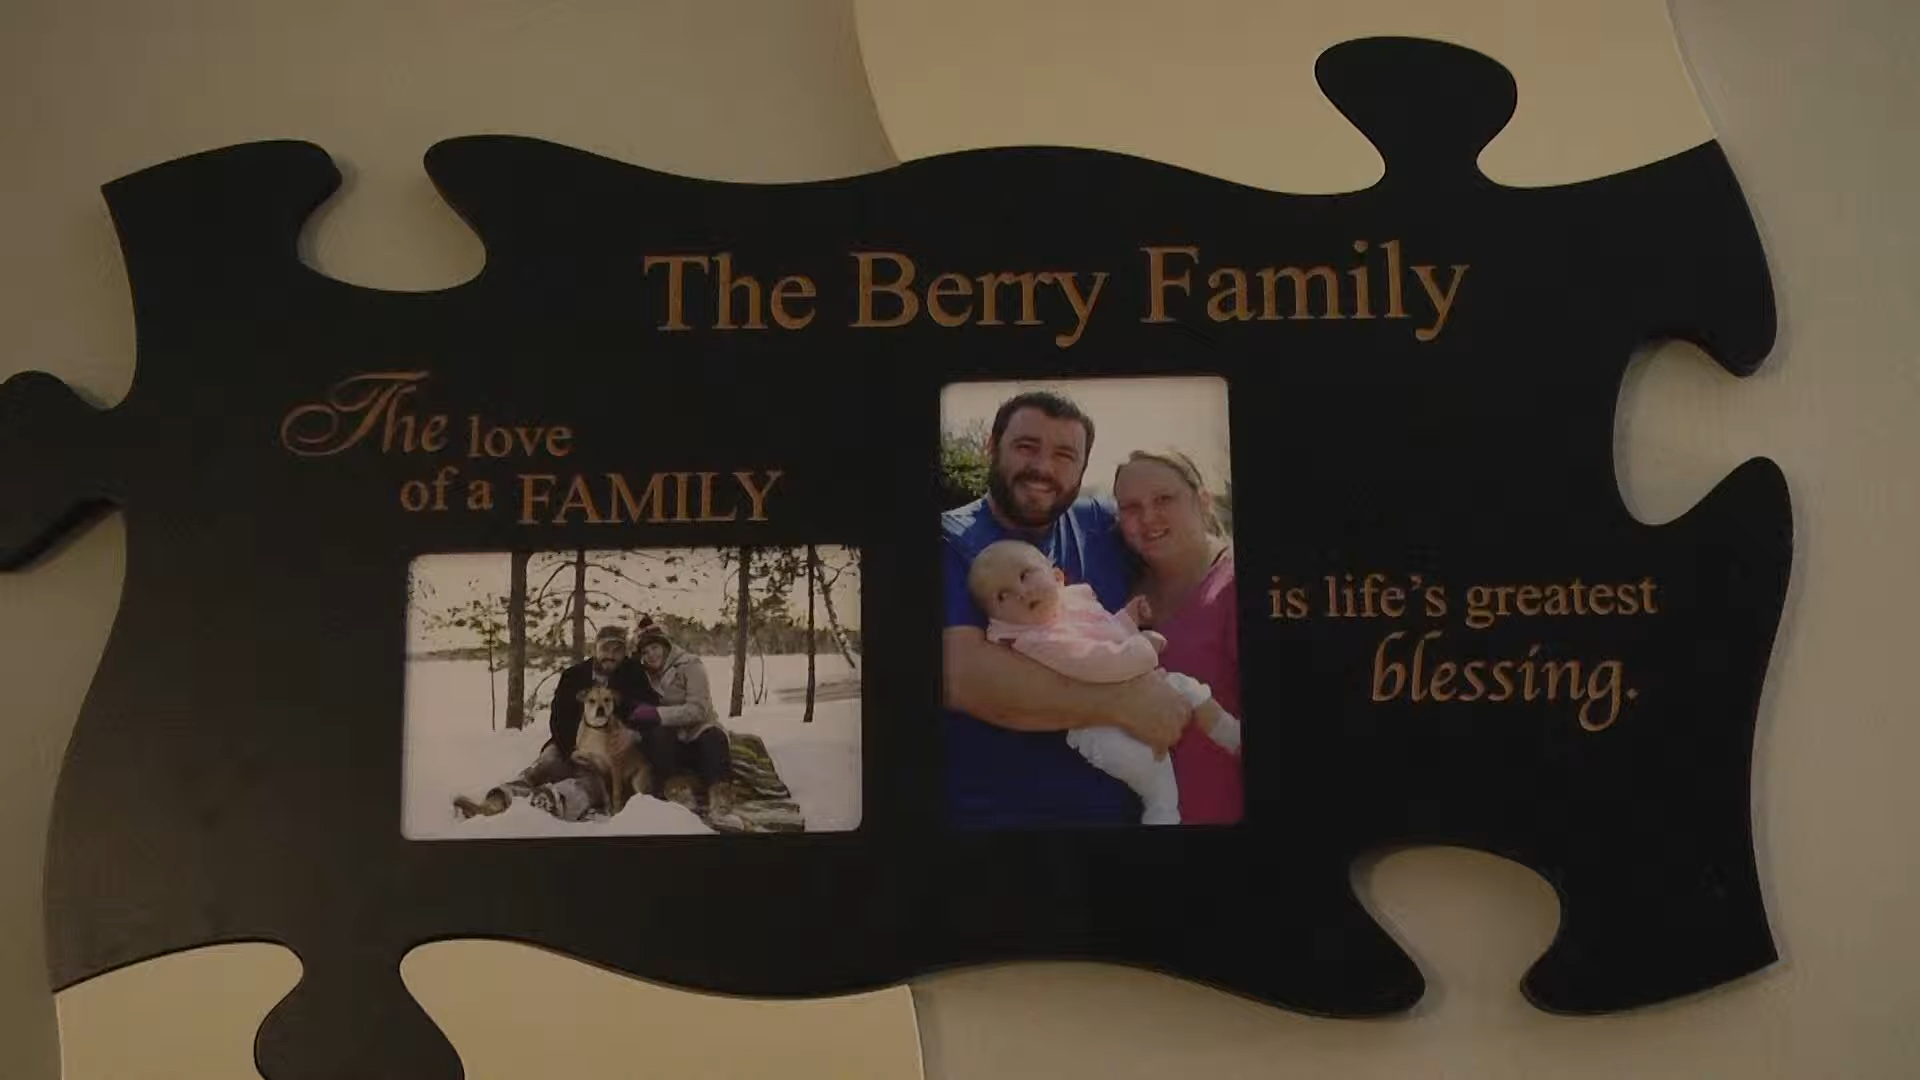 The Berry Family
The love
of a FAMILY
is life's greatest
blessing.